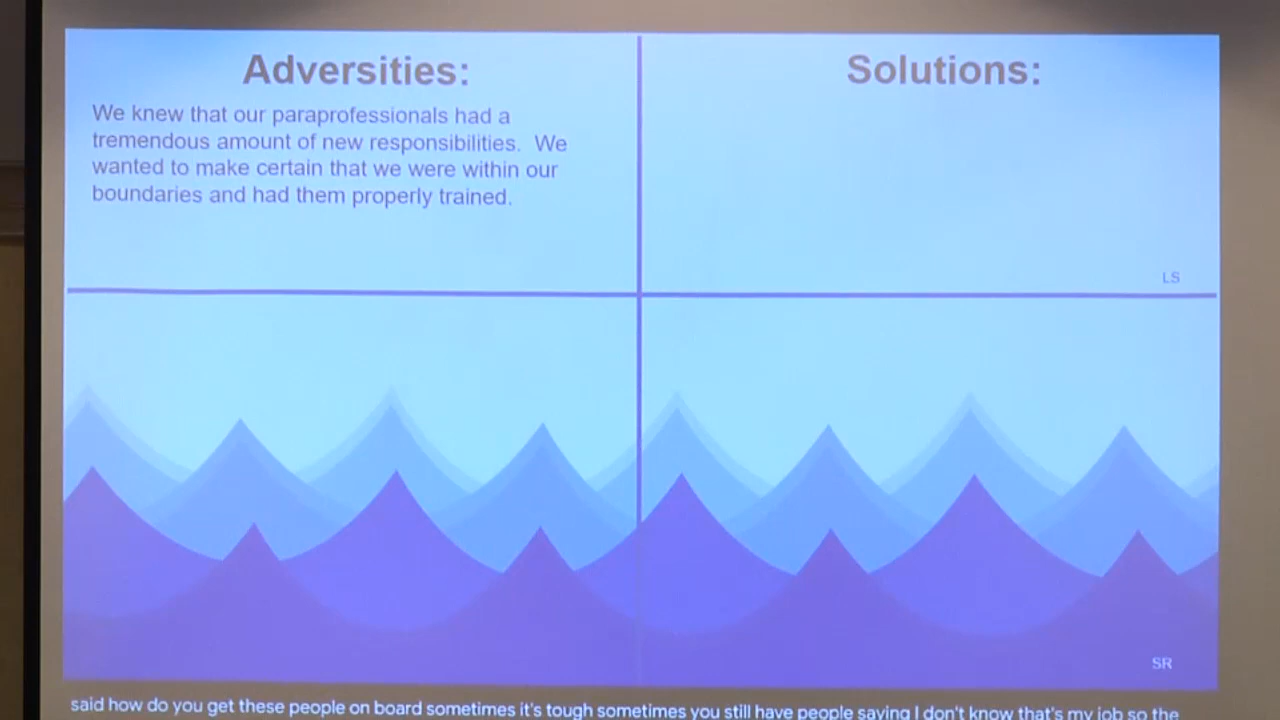 Adversities:
We knew that our paraprofessionals had a
tremendous amount of new responsibilities.  We
wanted to make certain that we were within our
boundaries and had them properly trained.
Solutions:
LS
SR
said how do you get these people on board sometimes it's tough sometimes you still have people saying I don't know that's my job so the